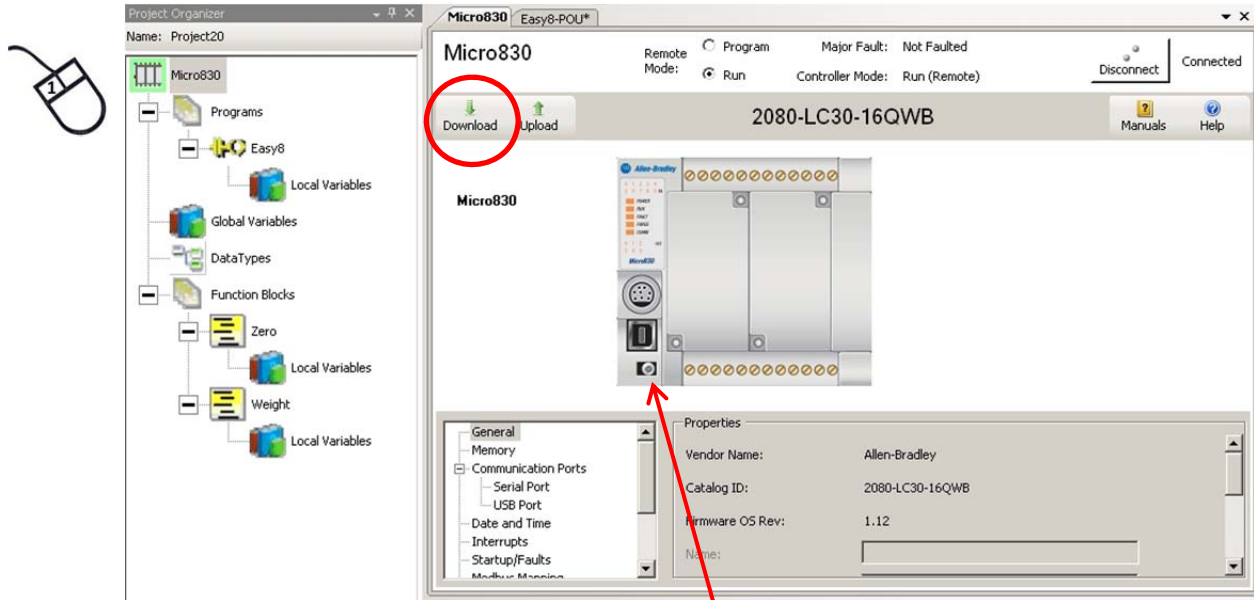 Project Organizer
Name: Project20
Micro830
Programs
Easy8
Local Variables
Global Variables
DataTypes
Function Blocks
Zero
Local Variables
Weight
Local Variables
1
Micro830 Easy8-POU*
Micro830
Remote Mode:
Program
Run
Major Fault: Not Faulted
Controller Mode: Run (Remote)
Disconnect
Connected
Download Upload
2080-LC30-16QWB
Manuals Help
Micro830
Allen-Bradley
Micro830
General
Memory
Communication Ports
Serial Port
USB Port
Date and Time
Interrupts
Startup/Faults
Modbus Mapping
Properties
Vendor Name: Allen-Bradley
Catalog ID: 2080-LC30-16QWB
Firmware OS Rev: 1.12
Name: